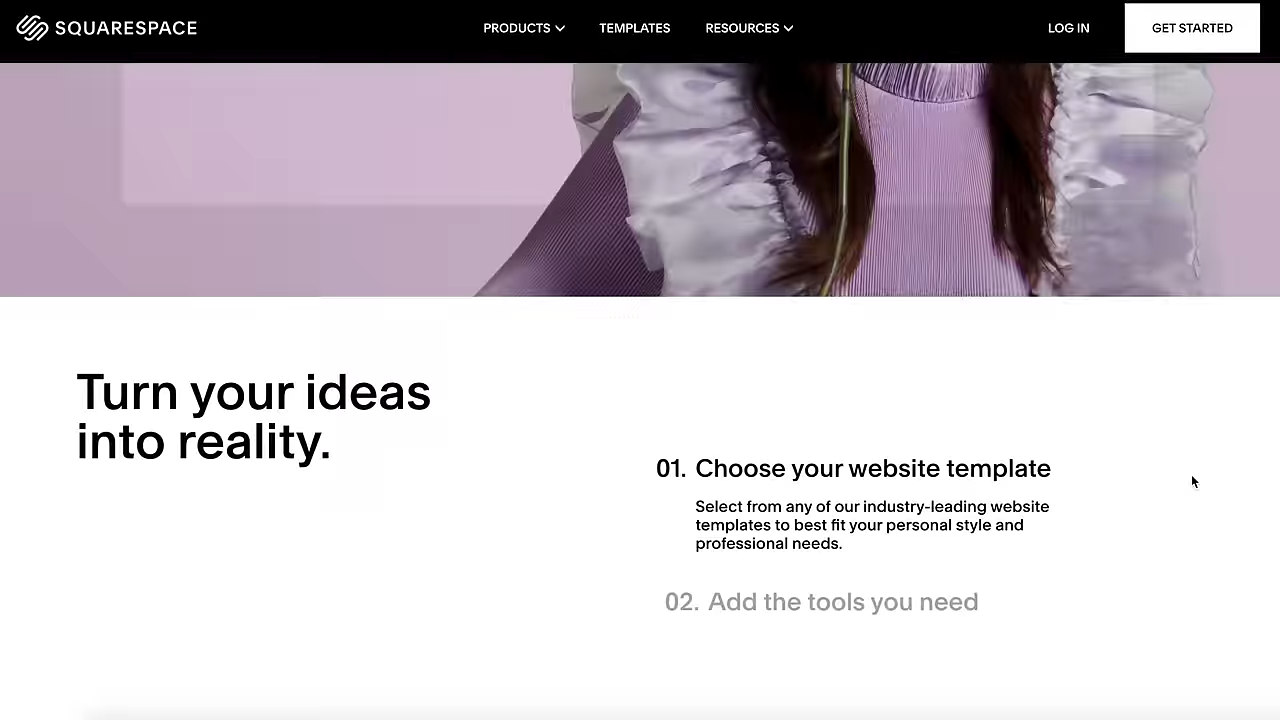 SQUARESPACE
PRODUCTS
TEMPLATES
RESOURCES
LOG IN
GET STARTED
Turn your ideas
into reality.
01. Choose your website template
Select from any of our industry-leading website
templates to best fit your personal style and
professional needs.
02. Add the tools you need